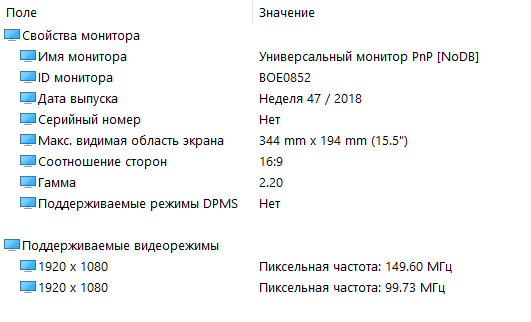 Поле Значение
Свойства монитора
Имя монитора Универсальный монитор PnP [NoDB]
ID монитора BOE0852
Дата выпуска Неделя 47 / 2018
Серийный номер Нет
Макс. видимая область экрана 344 mm x 194 mm (15.5")
Соотношение сторон 16:9
Гамма 2.20
Поддерживаемые режимы DPMS Нет
Поддерживаемые видеорежимы
1920 x 1080 Пиксельная частота: 149.60 МГц
1920 x 1080 Пиксельная частота: 99.73 МГц